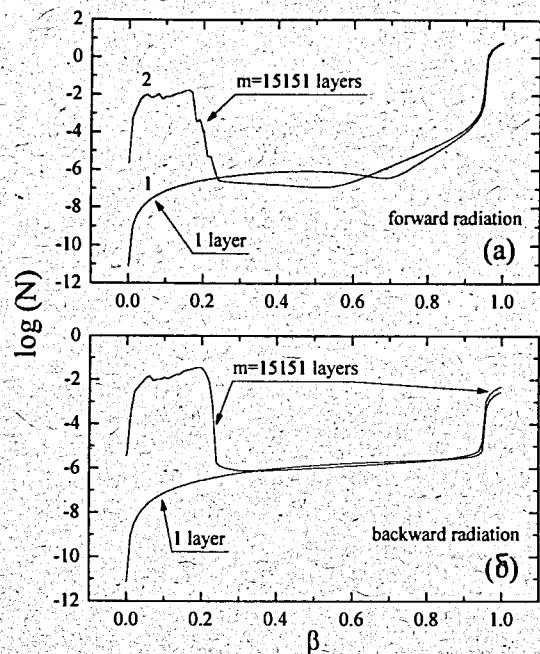 2
0
-2
-4
-6
-8
-10
-12
2
m=15151 layers
1
1 layer
forward radiation
(a)
0.0 0.2 0.4 0.6 0.8 1.0
log (N)
0
-2
-4
-6
-8
-10
-12
m=15151 layers
1 layer
backward radiation
(б)
0.0 0.2 0.4 0.6 0.8 1.0
β